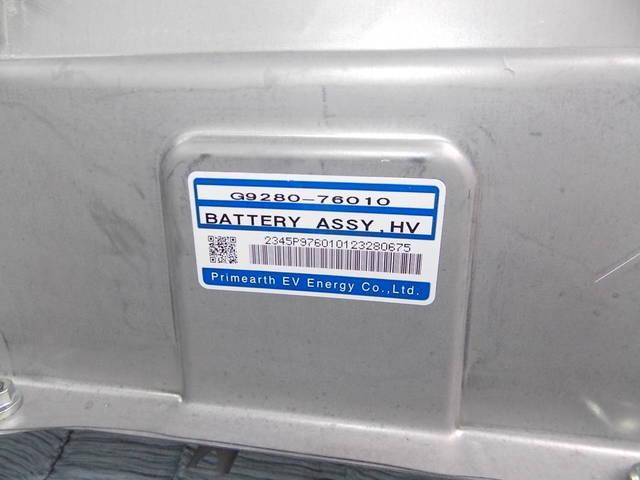 G9280-76010
BATTERY ASSY, HV
2345P976010123280675
Primearth EV Energy Co.,Ltd.